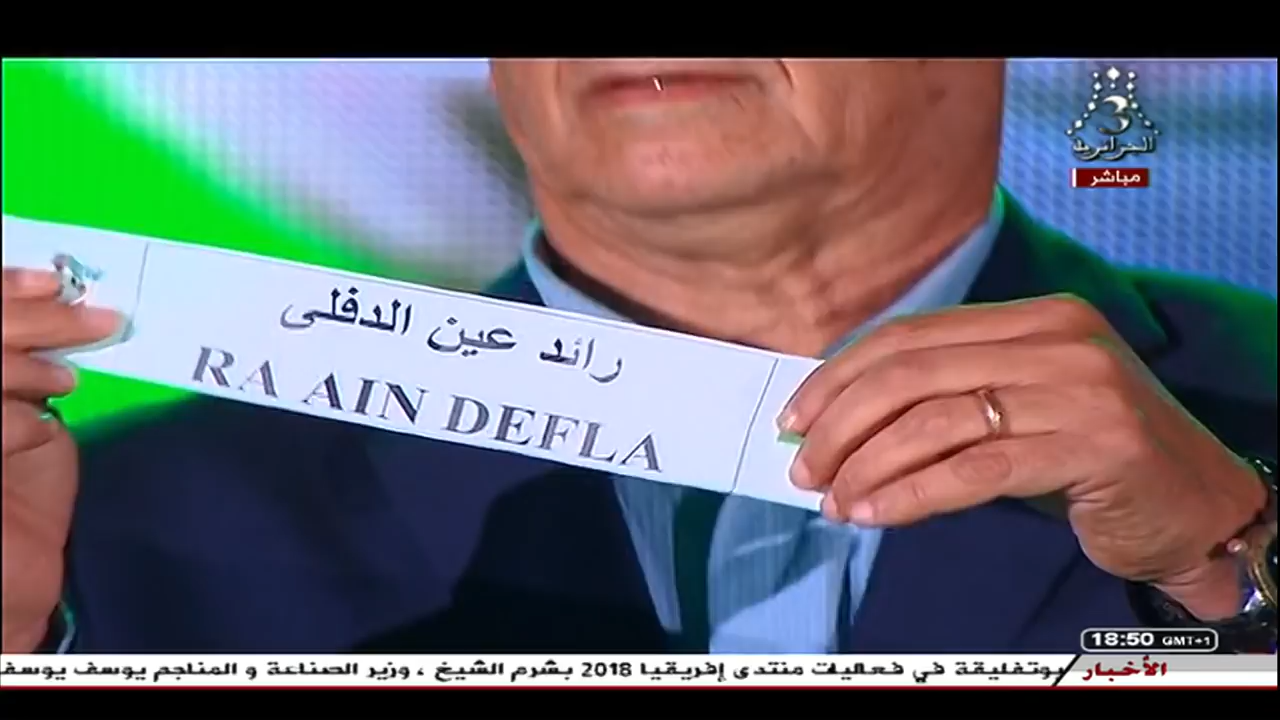 3
الجزائرية
مباشر
رائد عين الدفلى
RA AIN DEFLA
18:50 GMT+1
الأخبار
بوتفليقة في فعاليات منتدى إفريقيا 2018 بشرم الشيخ ، وزير الصناعة و المناجم يوسف يوسف